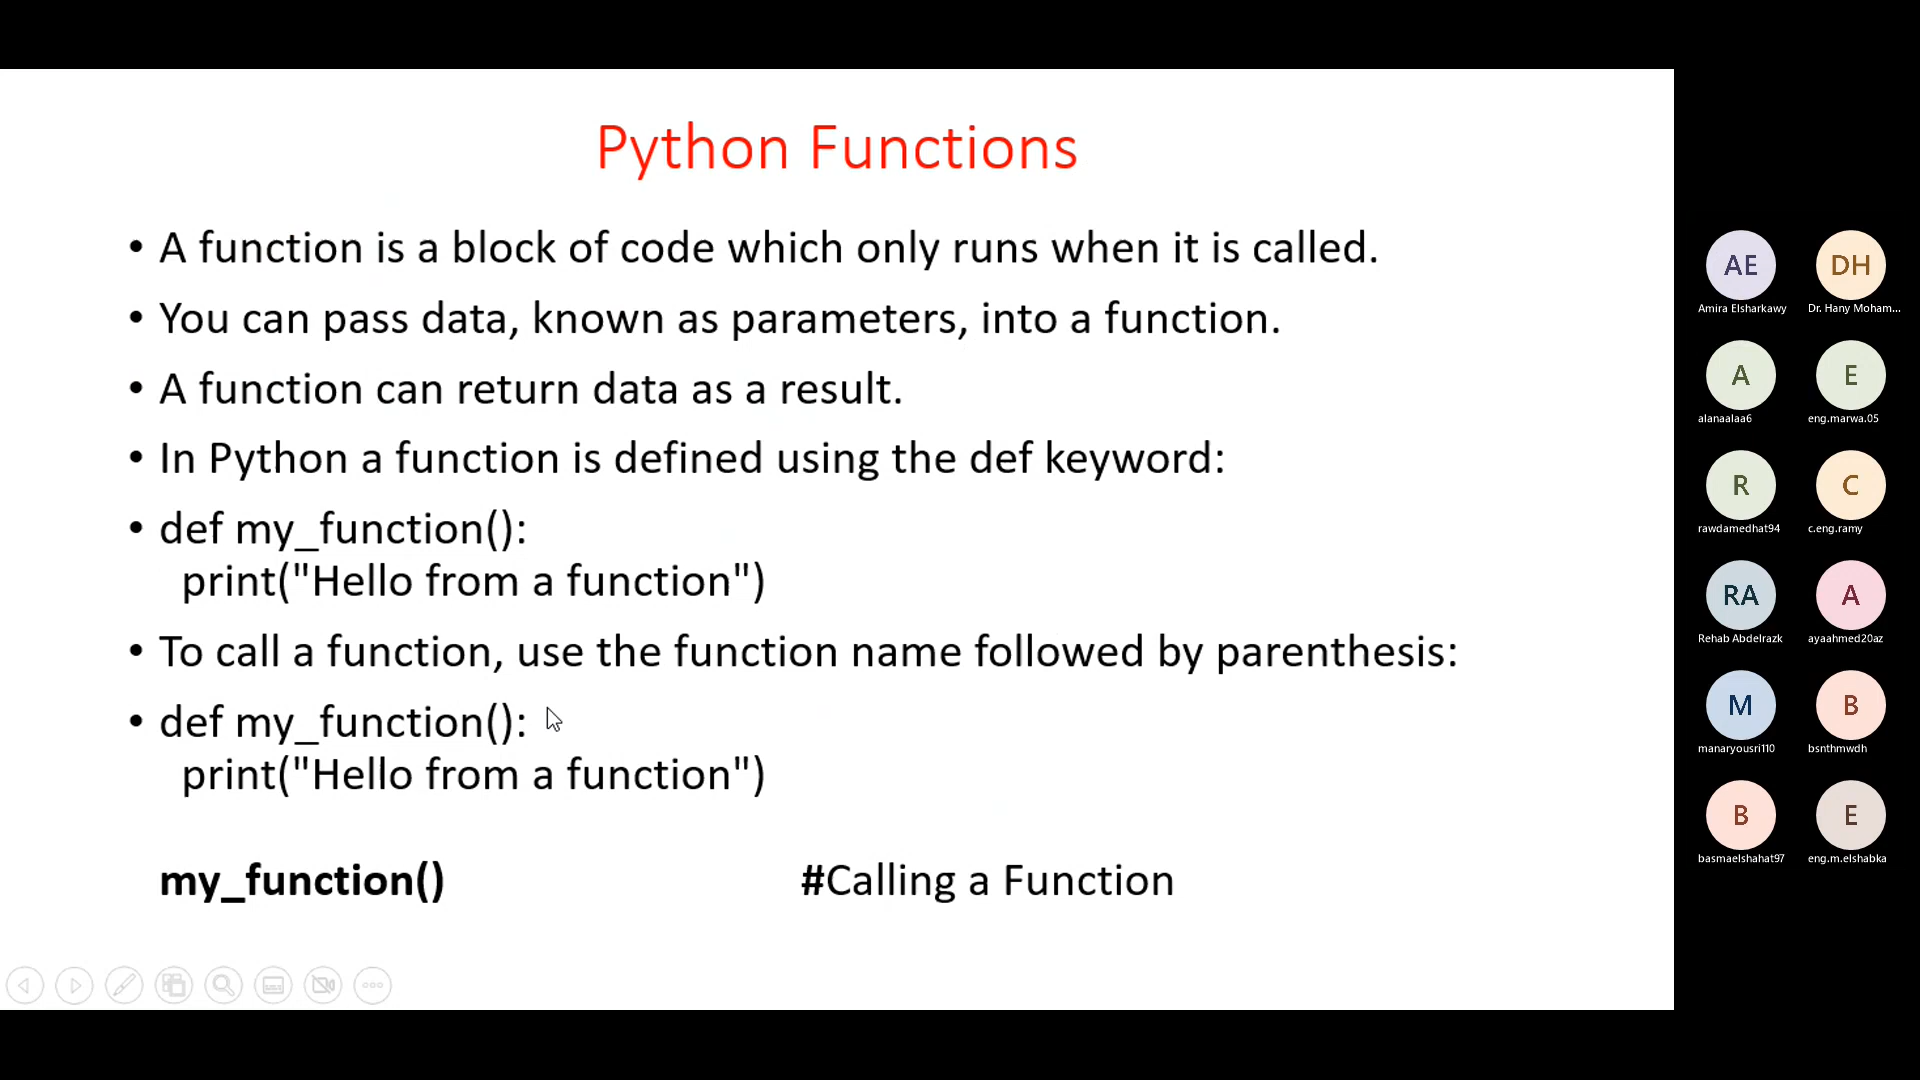 Python Functions
• A function is a block of code which only runs when it is called.
• You can pass data, known as parameters, into a function.
• A function can return data as a result.
• In Python a function is defined using the def keyword:
• def my_function():
print("Hello from a function")
• To call a function, use the function name followed by parenthesis:
• def my_function():
print("Hello from a function")
my_function() #Calling a Function
AE DH
Amira Elsharkawy Dr. Hany Moham...
A E
alanaalaa6 eng.marwa.05
R C
rawdamedhat94 c.eng.ramy
RA A
Rehab Abdelrazk ayaahmed20az
M B
manaryousri110 bsnthmwdh
B E
basmaelshahat97 eng.m.elshabka